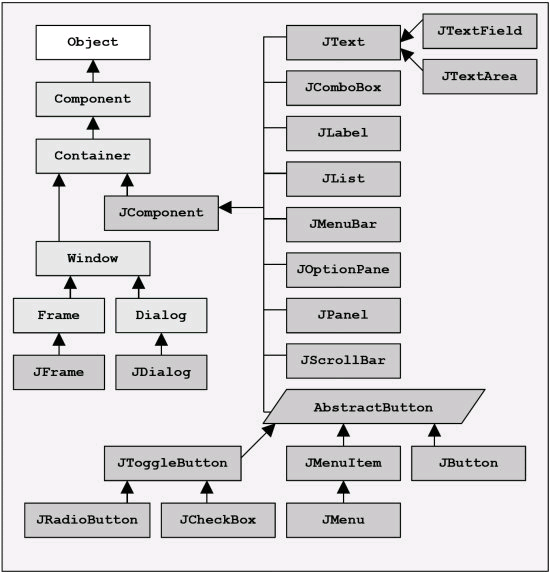 Object
Component
Container
JComponent
Window
Frame
Dialog
JFrame
JDialog
JText
JTextField
JTextArea
JComboBox
JLabel
JList
JMenuBar
JOptionPane
JPanel
JScrollBar
AbstractButton
JToggleButton
JMenuItem
JButton
JRadioButton
JCheckBox
JMenu